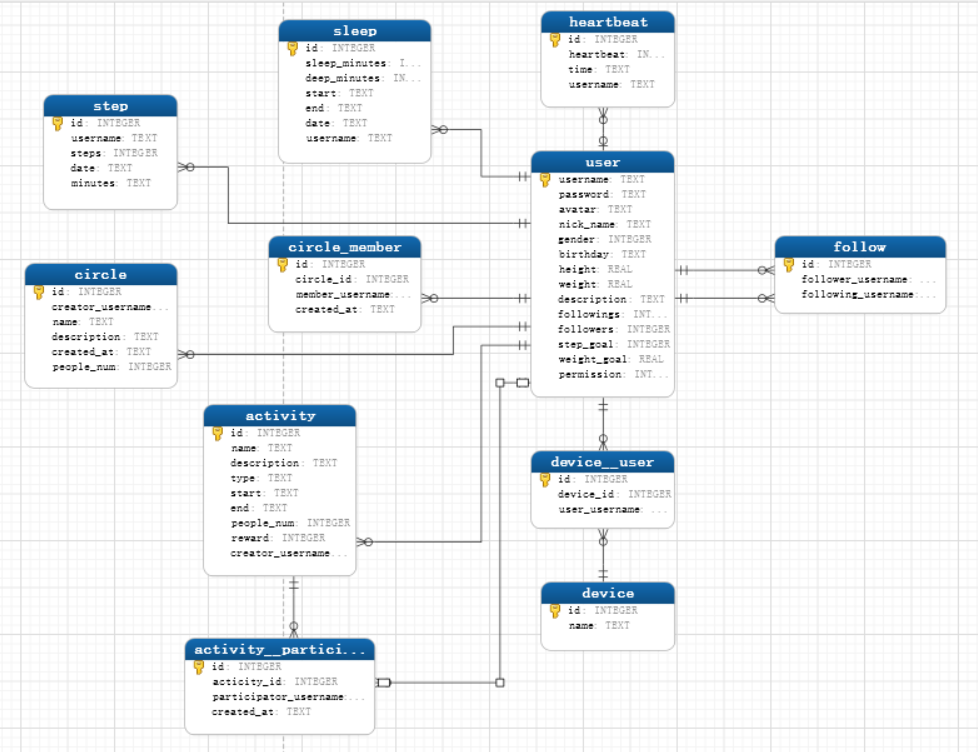 sleep
id: INTEGER
sleep_minutes: I...
deep_minutes: IN...
start: TEXT
end: TEXT
date: TEXT
username: TEXT
heartbeat
id: INTEGER
heartbeat: IN...
time: TEXT
username: TEXT
step
id: INTEGER
username: TEXT
steps: INTEGER
date: TEXT
minutes: TEXT
user
username: TEXT
password: TEXT
avatar: TEXT
nick_name: TEXT
gender: INTEGER
birthday: TEXT
height: REAL
weight: REAL
description: TEXT
followings: INT...
followers: INTEGER
step_goal: INTEGER
weight_goal: REAL
permission: INT...
circle_member
id: INTEGER
circle_id: INTEGER
member_username:...
created_at: TEXT
follow
id: INTEGER
follower_username: ...
following_username:...
circle
id: INTEGER
creator_username...
name: TEXT
description: TEXT
created_at: TEXT
people_num: INTEGER
activity
id: INTEGER
name: TEXT
description: TEXT
type: TEXT
start: TEXT
end: TEXT
people_num: INTEGER
reward: INTEGER
creator_username...
device__user
id: INTEGER
device_id: INTEGER
user_username: ...
device
id: INTEGER
name: TEXT
activity__partici...
id: INTEGER
acticity_id: INTEGER
participator_username:...
created_at: TEXT